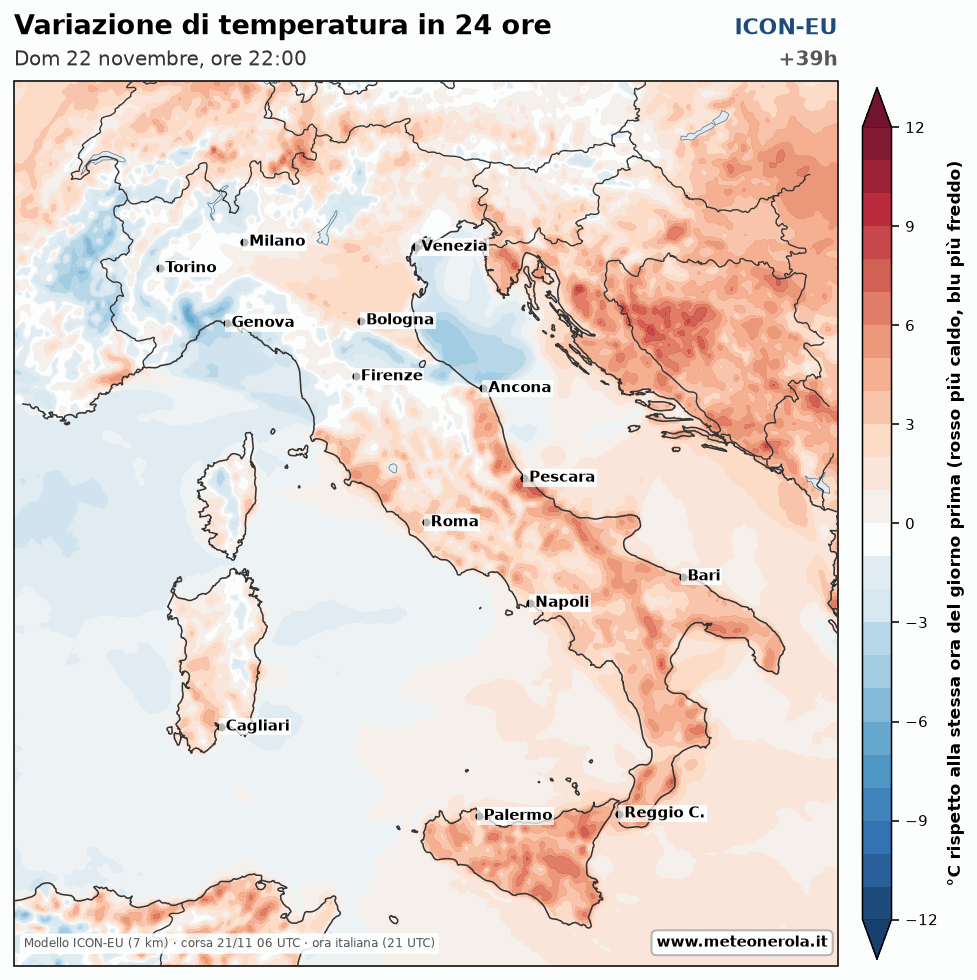 Variazione di temperatura in 24 ore
ICON-EU
Dom 22 novembre, ore 22:00
+39h
Milano
Venezia
Torino
Genova
Bologna
Firenze
Ancona
Pescara
Roma
Bari
Napoli
Cagliari
Palermo
Reggio C.
12
9
6
3
0
−3
−6
−9
−12
°C rispetto alla stessa ora del giorno prima (rosso più caldo, blu più freddo)
Modello ICON-EU (7 km) · corsa 21/11 06 UTC · ora italiana (21 UTC)
www.meteonerola.it